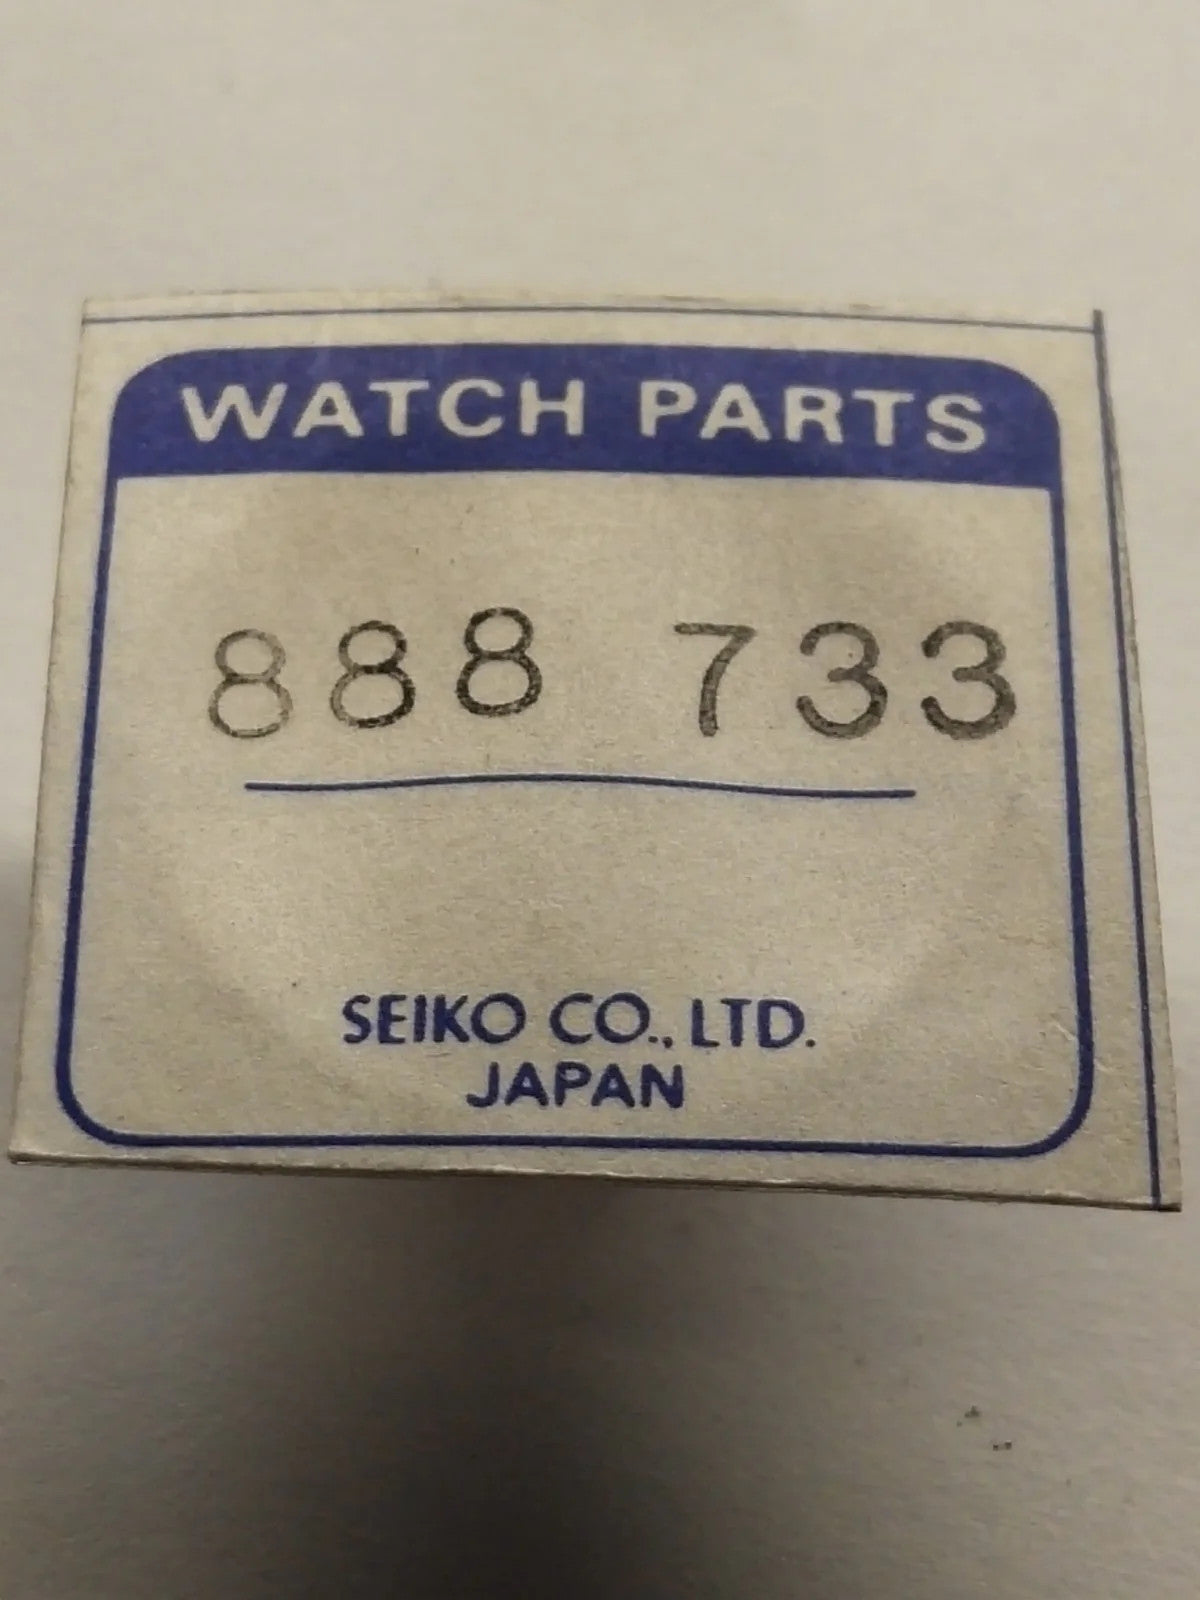 WATCH PARTS
888 733
SEIKO CO., LTD.
JAPAN